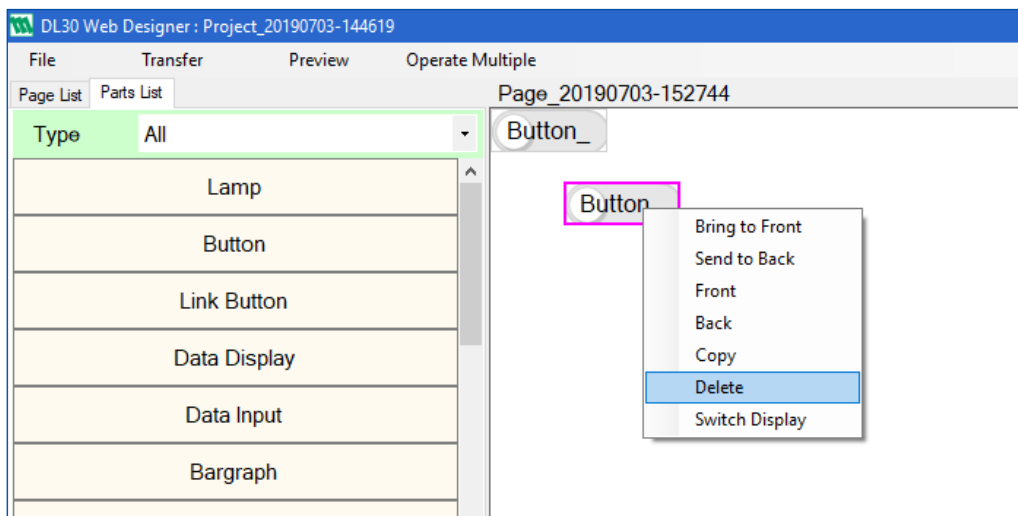 DL30 Web Designer : Project_20190703-144619
File Transfer Preview Operate Multiple
Page List Parts List Page_20190703-152744
Type All
Button_
Lamp
Button
Link Button
Data Display
Data Input
Bargraph
Button
Bring to Front
Send to Back
Front
Back
Copy
Delete
Switch Display